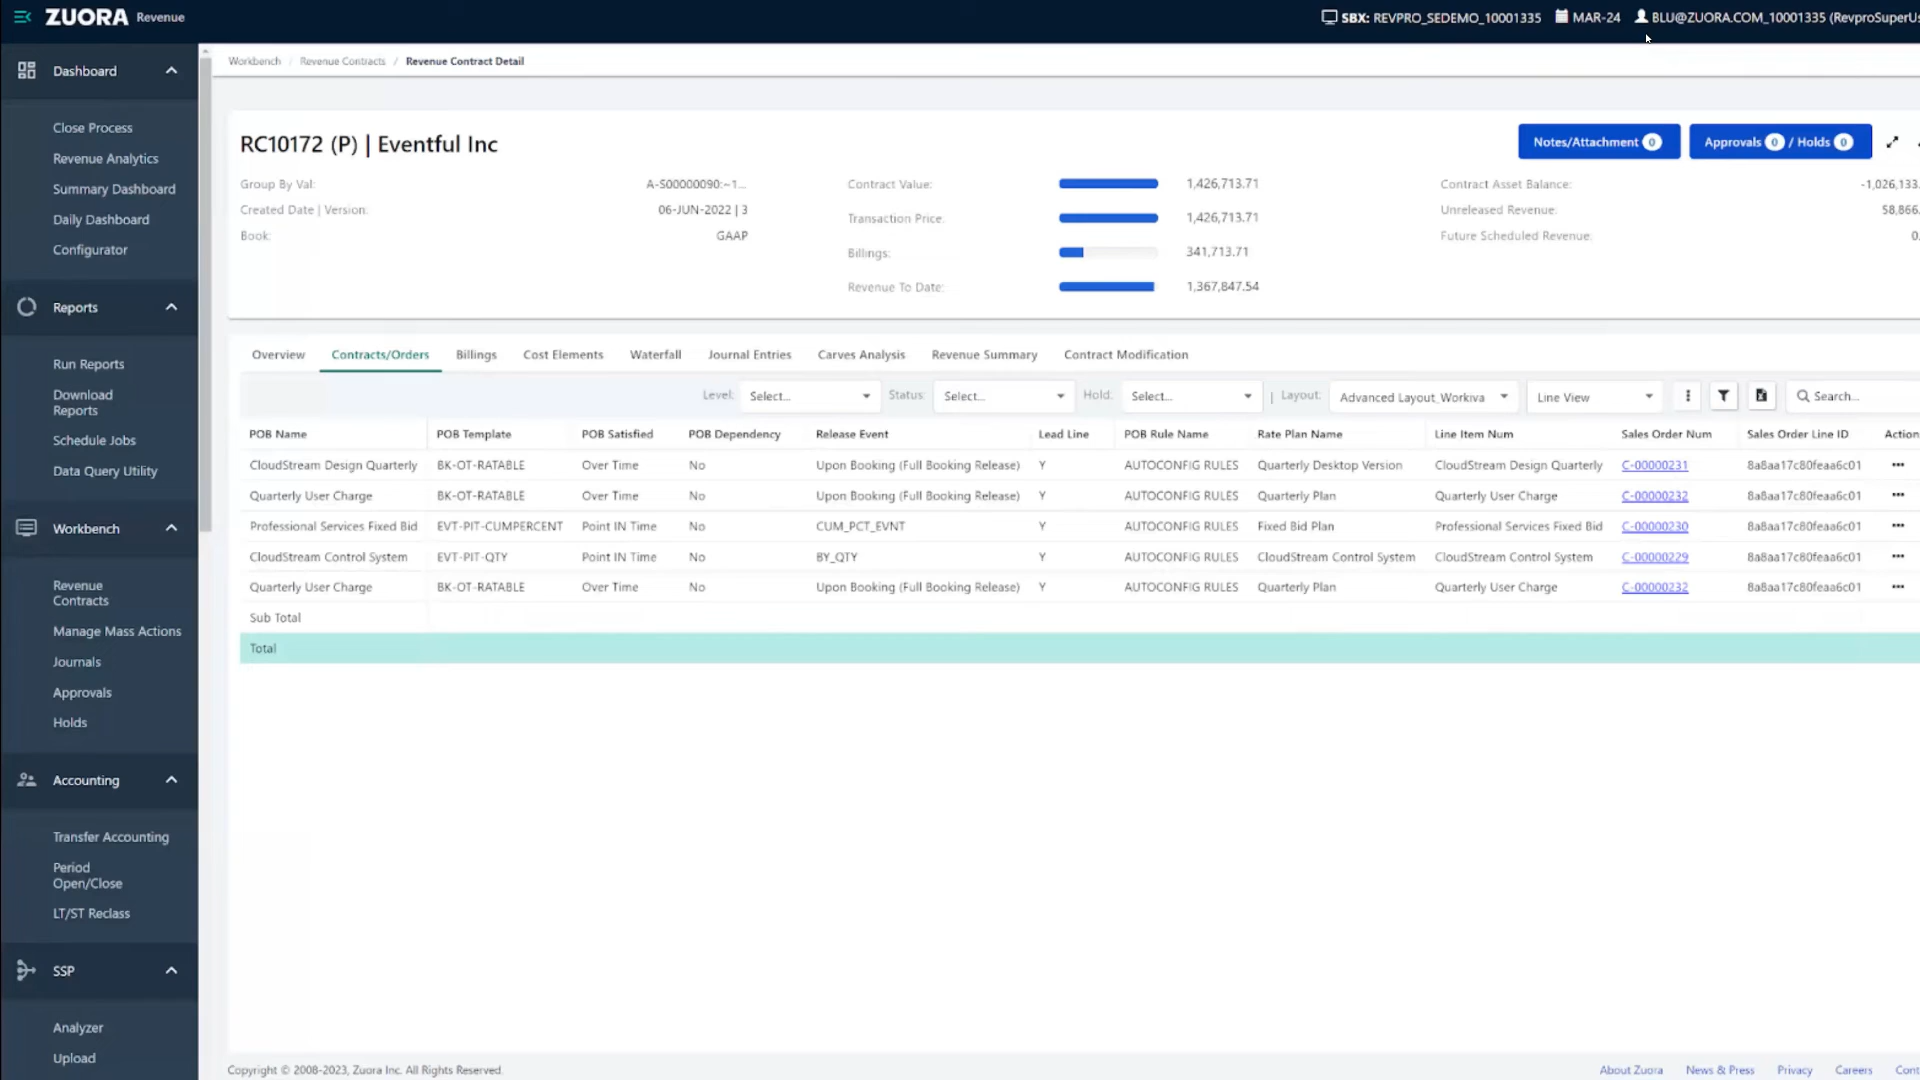 ZUORA Revenue
SBX: REVPRO_SEDEMO_10001335 MAR-24 BLU@ZUORA.COM_10001335 (RevproSuperUs
Dashboard
Close Process
Revenue Analytics
Summary Dashboard
Daily Dashboard
Configurator
Reports
Run Reports
Download
Reports
Schedule Jobs
Data Query Utility
Workbench
Revenue
Contracts
Manage Mass Actions
Journals
Approvals
Holds
Accounting
Transfer Accounting
Period
Open/Close
LT/ST Reclass
SSP
Analyzer
Upload
Workbench / Revenue Contracts / Revenue Contract Detail
RC10172 (P) | Eventful Inc
Notes/Attachment 0
Approvals 0 / Holds 0
Group By Val: A-S00000090:~1...
Created Date | Version: 06-JUN-2022 | 3
Book: GAAP
Contract Value: 1,426,713.71
Transaction Price: 1,426,713.71
Billings: 341,713.71
Revenue To Date: 1,367,847.54
Contract Asset Balance: -1,026,133.
Unreleased Revenue: 58,866.
Future Scheduled Revenue: 0.
Overview Contracts/Orders Billings Cost Elements Waterfall Journal Entries Carves Analysis Revenue Summary Contract Modification
Level: Select... Status: Select... Hold: Select... | Layout: Advanced Layout_Workiva Line View Search...
POB Name POB Template POB Satisfied POB Dependency Release Event Lead Line POB Rule Name Rate Plan Name Line Item Num Sales Order Num Sales Order Line ID Action
CloudStream Design Quarterly BK-OT-RATABLE Over Time No Upon Booking (Full Booking Release) Y AUTOCONFIG RULES Quarterly Desktop Version CloudStream Design Quarterly C-00000231 8a8aa17c80feaa6c01 •••
Quarterly User Charge BK-OT-RATABLE Over Time No Upon Booking (Full Booking Release) Y AUTOCONFIG RULES Quarterly Plan Quarterly User Charge C-00000232 8a8aa17c80feaa6c01 •••
Professional Services Fixed Bid EVT-PIT-CUMPERCENT Point IN Time No CUM_PCT_EVNT Y AUTOCONFIG RULES Fixed Bid Plan Professional Services Fixed Bid C-00000230 8a8aa17c80feaa6c01 •••
CloudStream Control System EVT-PIT-QTY Point IN Time No BY_QTY Y AUTOCONFIG RULES CloudStream Control System CloudStream Control System C-00000229 8a8aa17c80feaa6c01 •••
Quarterly User Charge BK-OT-RATABLE Over Time No Upon Booking (Full Booking Release) Y AUTOCONFIG RULES Quarterly Plan Quarterly User Charge C-00000232 8a8aa17c80feaa6c01 •••
Sub Total
Total
Copyright © 2008-2023, Zuora Inc. All Rights Reserved.
About Zuora News & Press Privacy Careers Cont